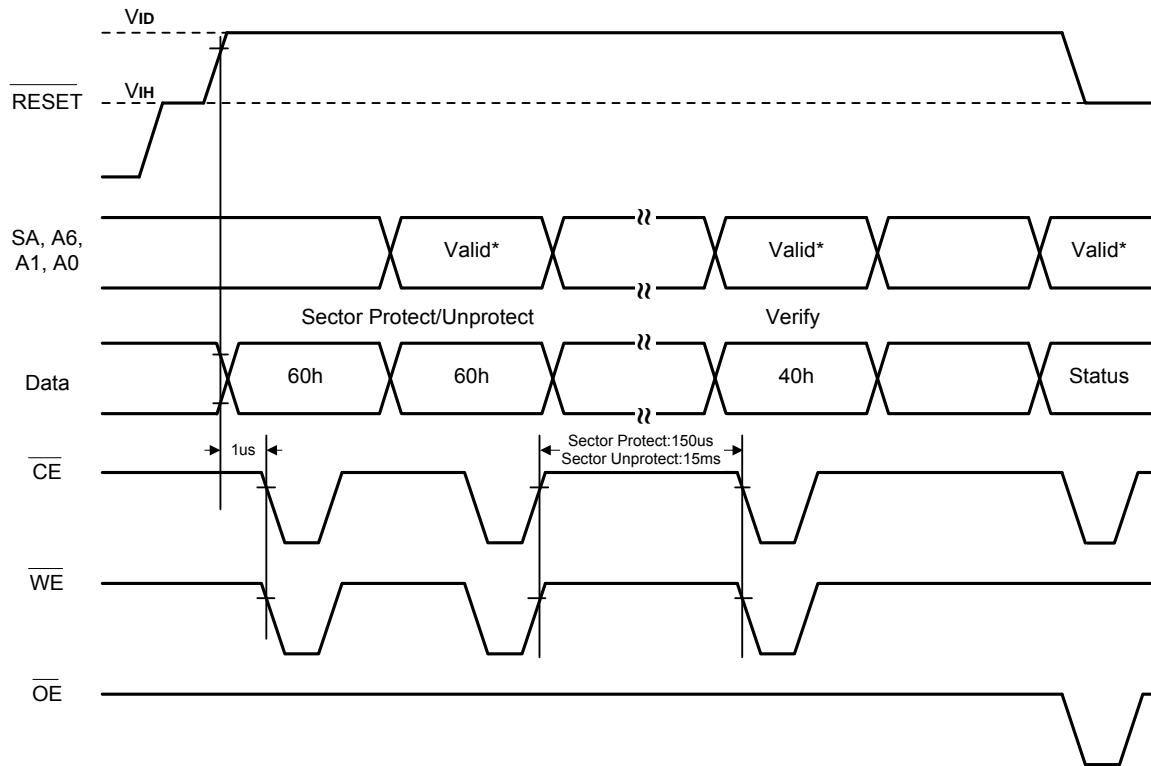 VID
VIH
RESET
SA, A6,
A1, A0
Valid*
Valid*
Valid*
Sector Protect/Unprotect
Verify
Data
60h
60h
40h
Status
1us
Sector Protect:150us
Sector Unprotect:15ms
CE
WE
OE